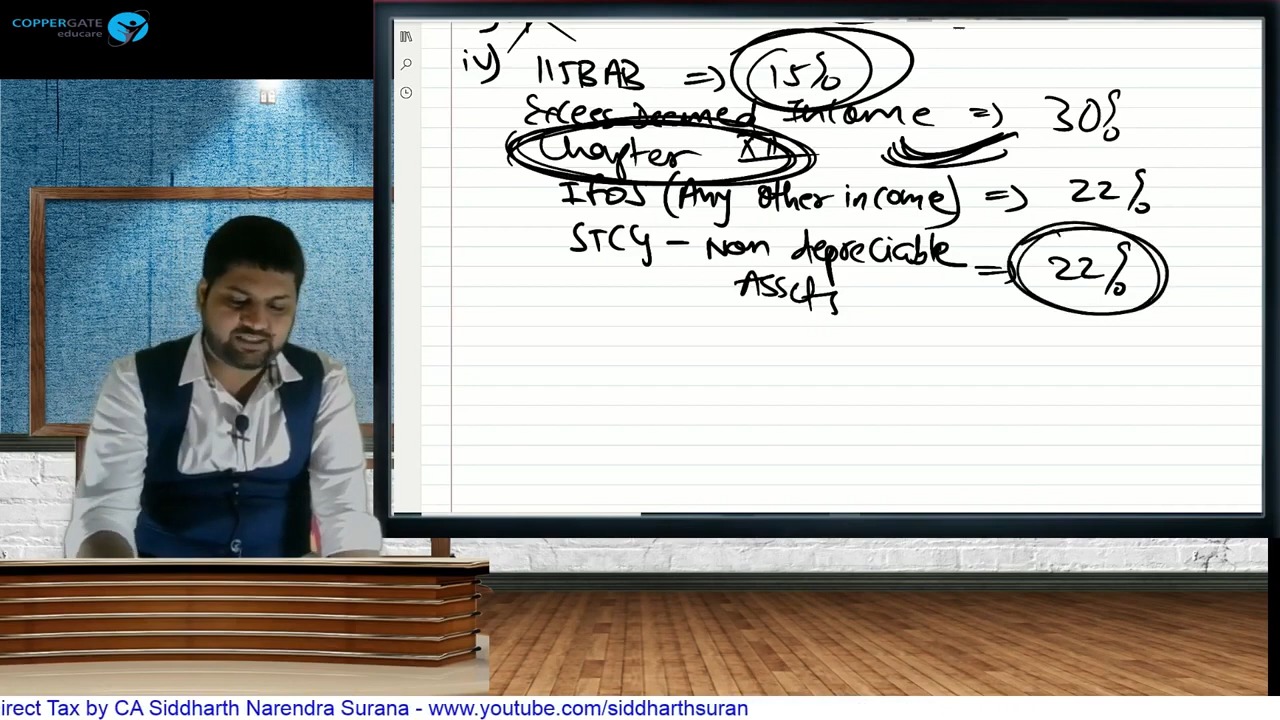 COPPERGATE
educare
iv) 115BAB => 15%
Excess Deemed Income => 30%
Chapter XII
IFOS (Any other income) => 22%
STCG - Non depreciable => 22%
Assets
irect Tax by CA Siddharth Narendra Surana - www.youtube.com/siddharthsuran